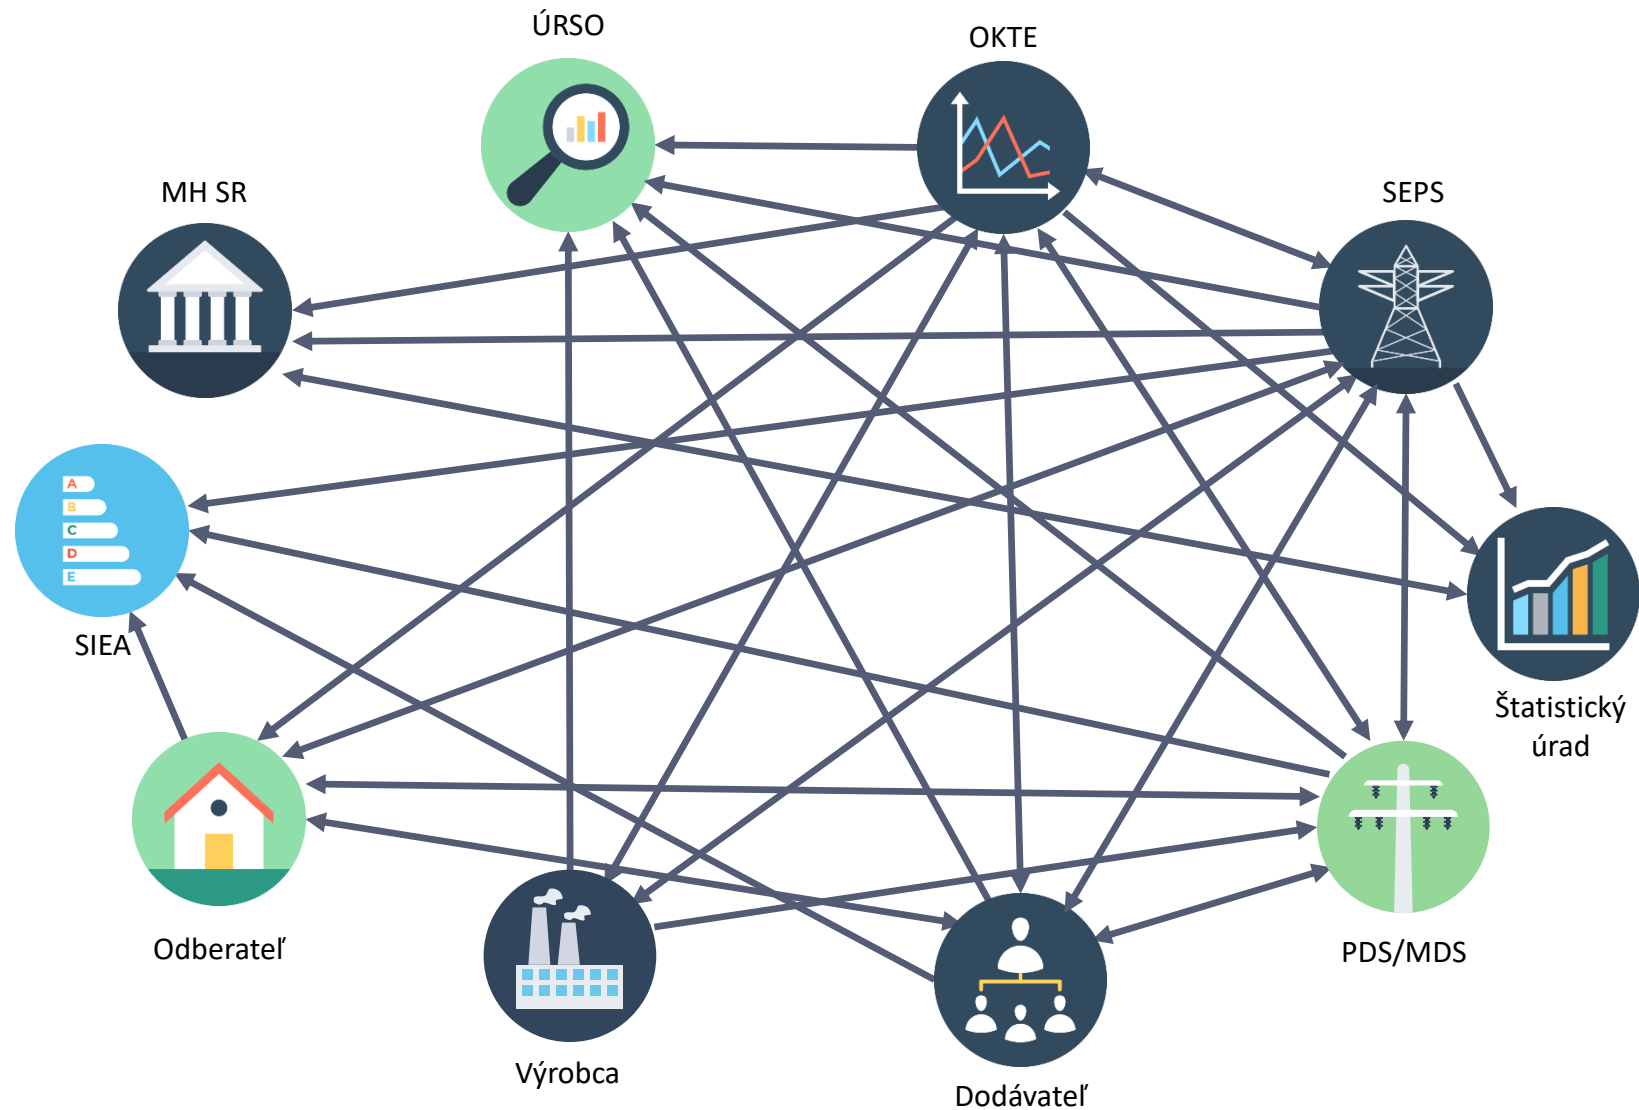 ÚRSO
OKTE
MH SR
SEPS
A
B
C
D
E
SIEA
Štatistický
úrad
Odberateľ
PDS/MDS
Výrobca
Dodávateľ